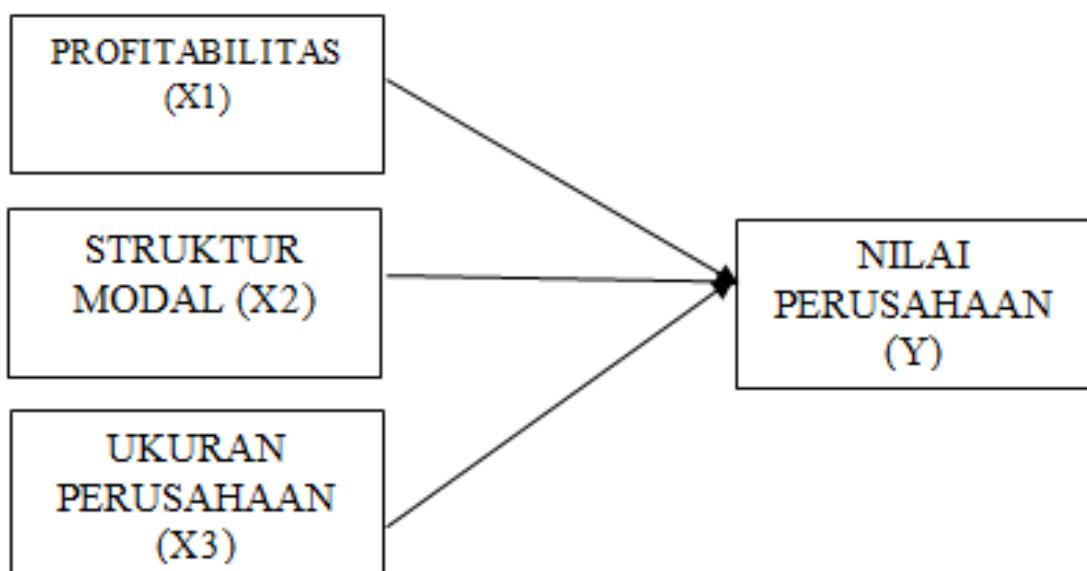 PROFITABILITAS
(X1)
STRUKTUR
MODAL (X2)
UKURAN
PERUSAHAAN
(X3)
NILAI
PERUSAHAAN
(Y)